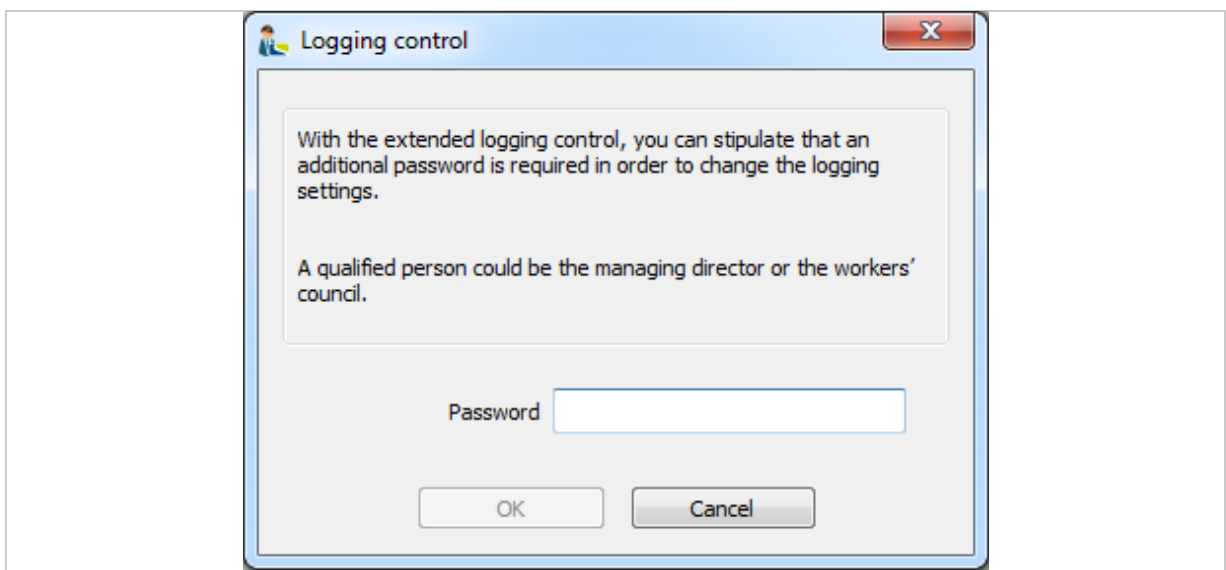 Logging control
With the extended logging control, you can stipulate that an
additional password is required in order to change the logging
settings.
A qualified person could be the managing director or the workers’
council.
Password
OK
Cancel